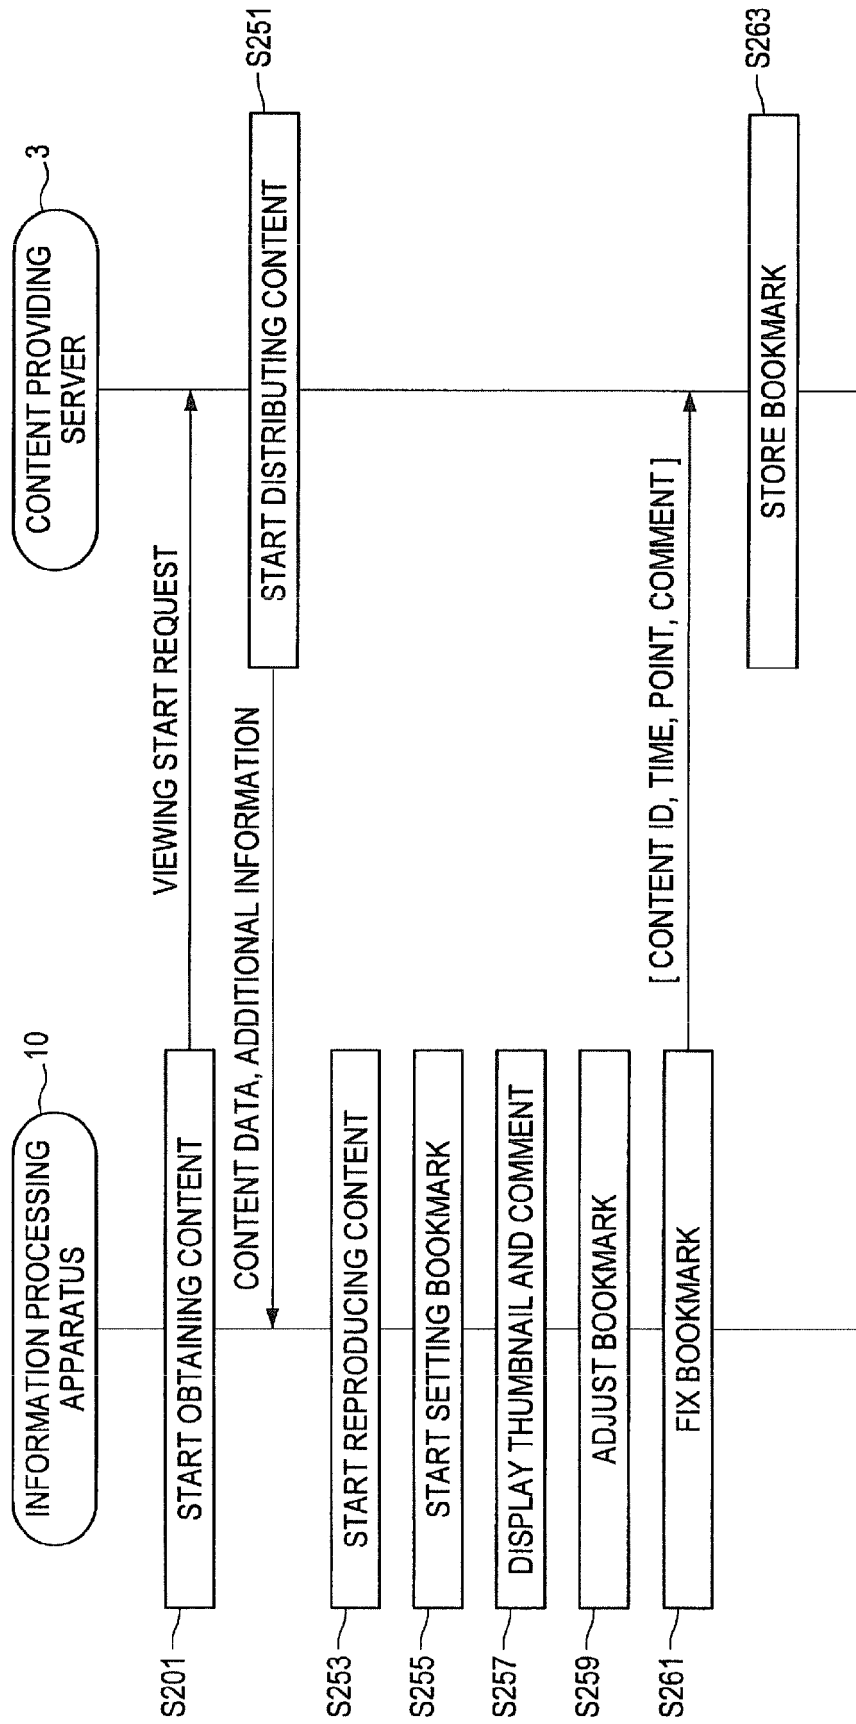 INFORMATION PROCESSING
APPARATUS
10
CONTENT PROVIDING
SERVER
3
S201
START OBTAINING CONTENT
VIEWING START REQUEST
START DISTRIBUTING CONTENT
S251
CONTENT DATA, ADDITIONAL INFORMATION
S253
START REPRODUCING CONTENT
S255
START SETTING BOOKMARK
S257
DISPLAY THUMBNAIL AND COMMENT
S259
ADJUST BOOKMARK
S261
FIX BOOKMARK
[ CONTENT ID, TIME, POINT, COMMENT ]
STORE BOOKMARK
S263